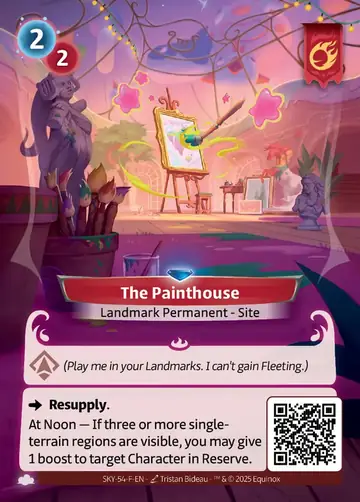 2
2
The Painthouse
Landmark Permanent - Site
(Play me in your Landmarks. I can't gain Fleeting.)
➔ Resupply.
At Noon — If three or more single-
terrain regions are visible, you may give
1 boost to target Character in Reserve.
SKY-54-F-EN - Tristan Bideau - ™ & © 2025 Equinox